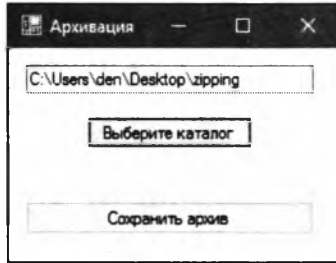 Архивация
C:\Users\den\Desktop\zipping
Выберите каталог
Сохранить архив